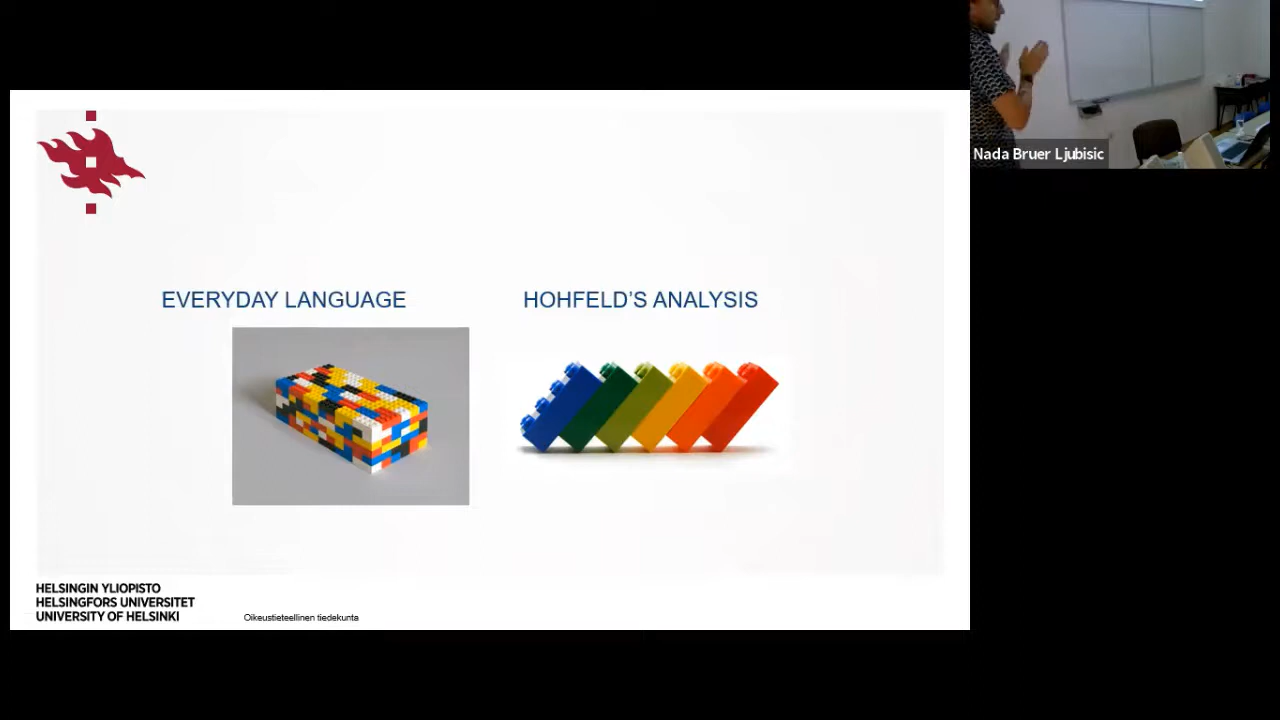 Nada Bruer Ljubisic
EVERYDAY LANGUAGE
HOHFELD'S ANALYSIS
HELSINGIN YLIOPISTO
HELSINGFORS UNIVERSITET
UNIVERSITY OF HELSINKI
Oikeustieteellinen tiedekunta